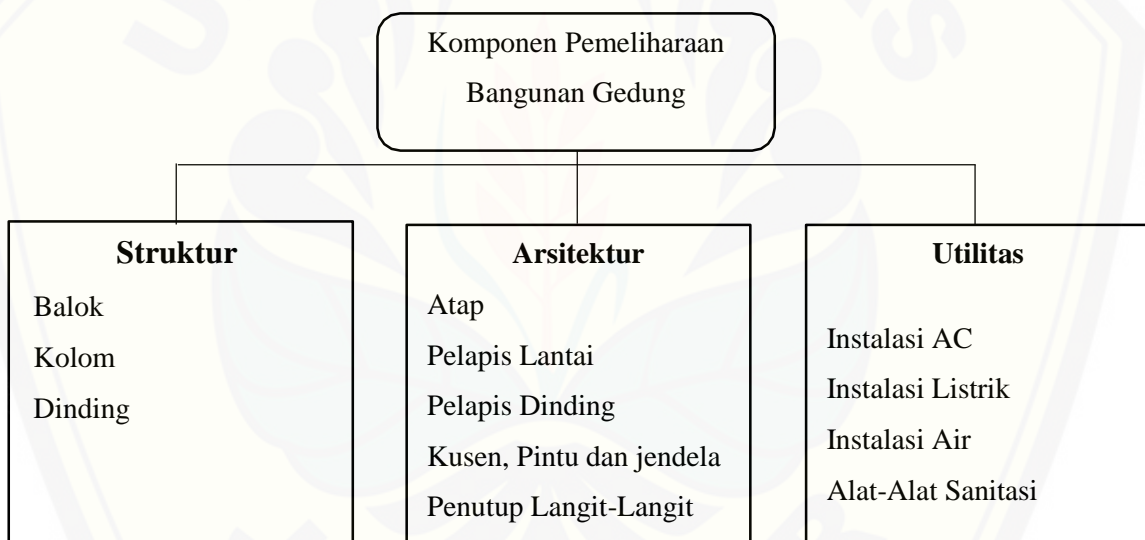 Komponen Pemeliharaan
Bangunan Gedung
Struktur
Balok
Kolom
Dinding
Arsitektur
Atap
Pelapis Lantai
Pelapis Dinding
Kusen, Pintu dan jendela
Penutup Langit-Langit
Utilitas
Instalasi AC
Instalasi Listrik
Instalasi Air
Alat-Alat Sanitasi